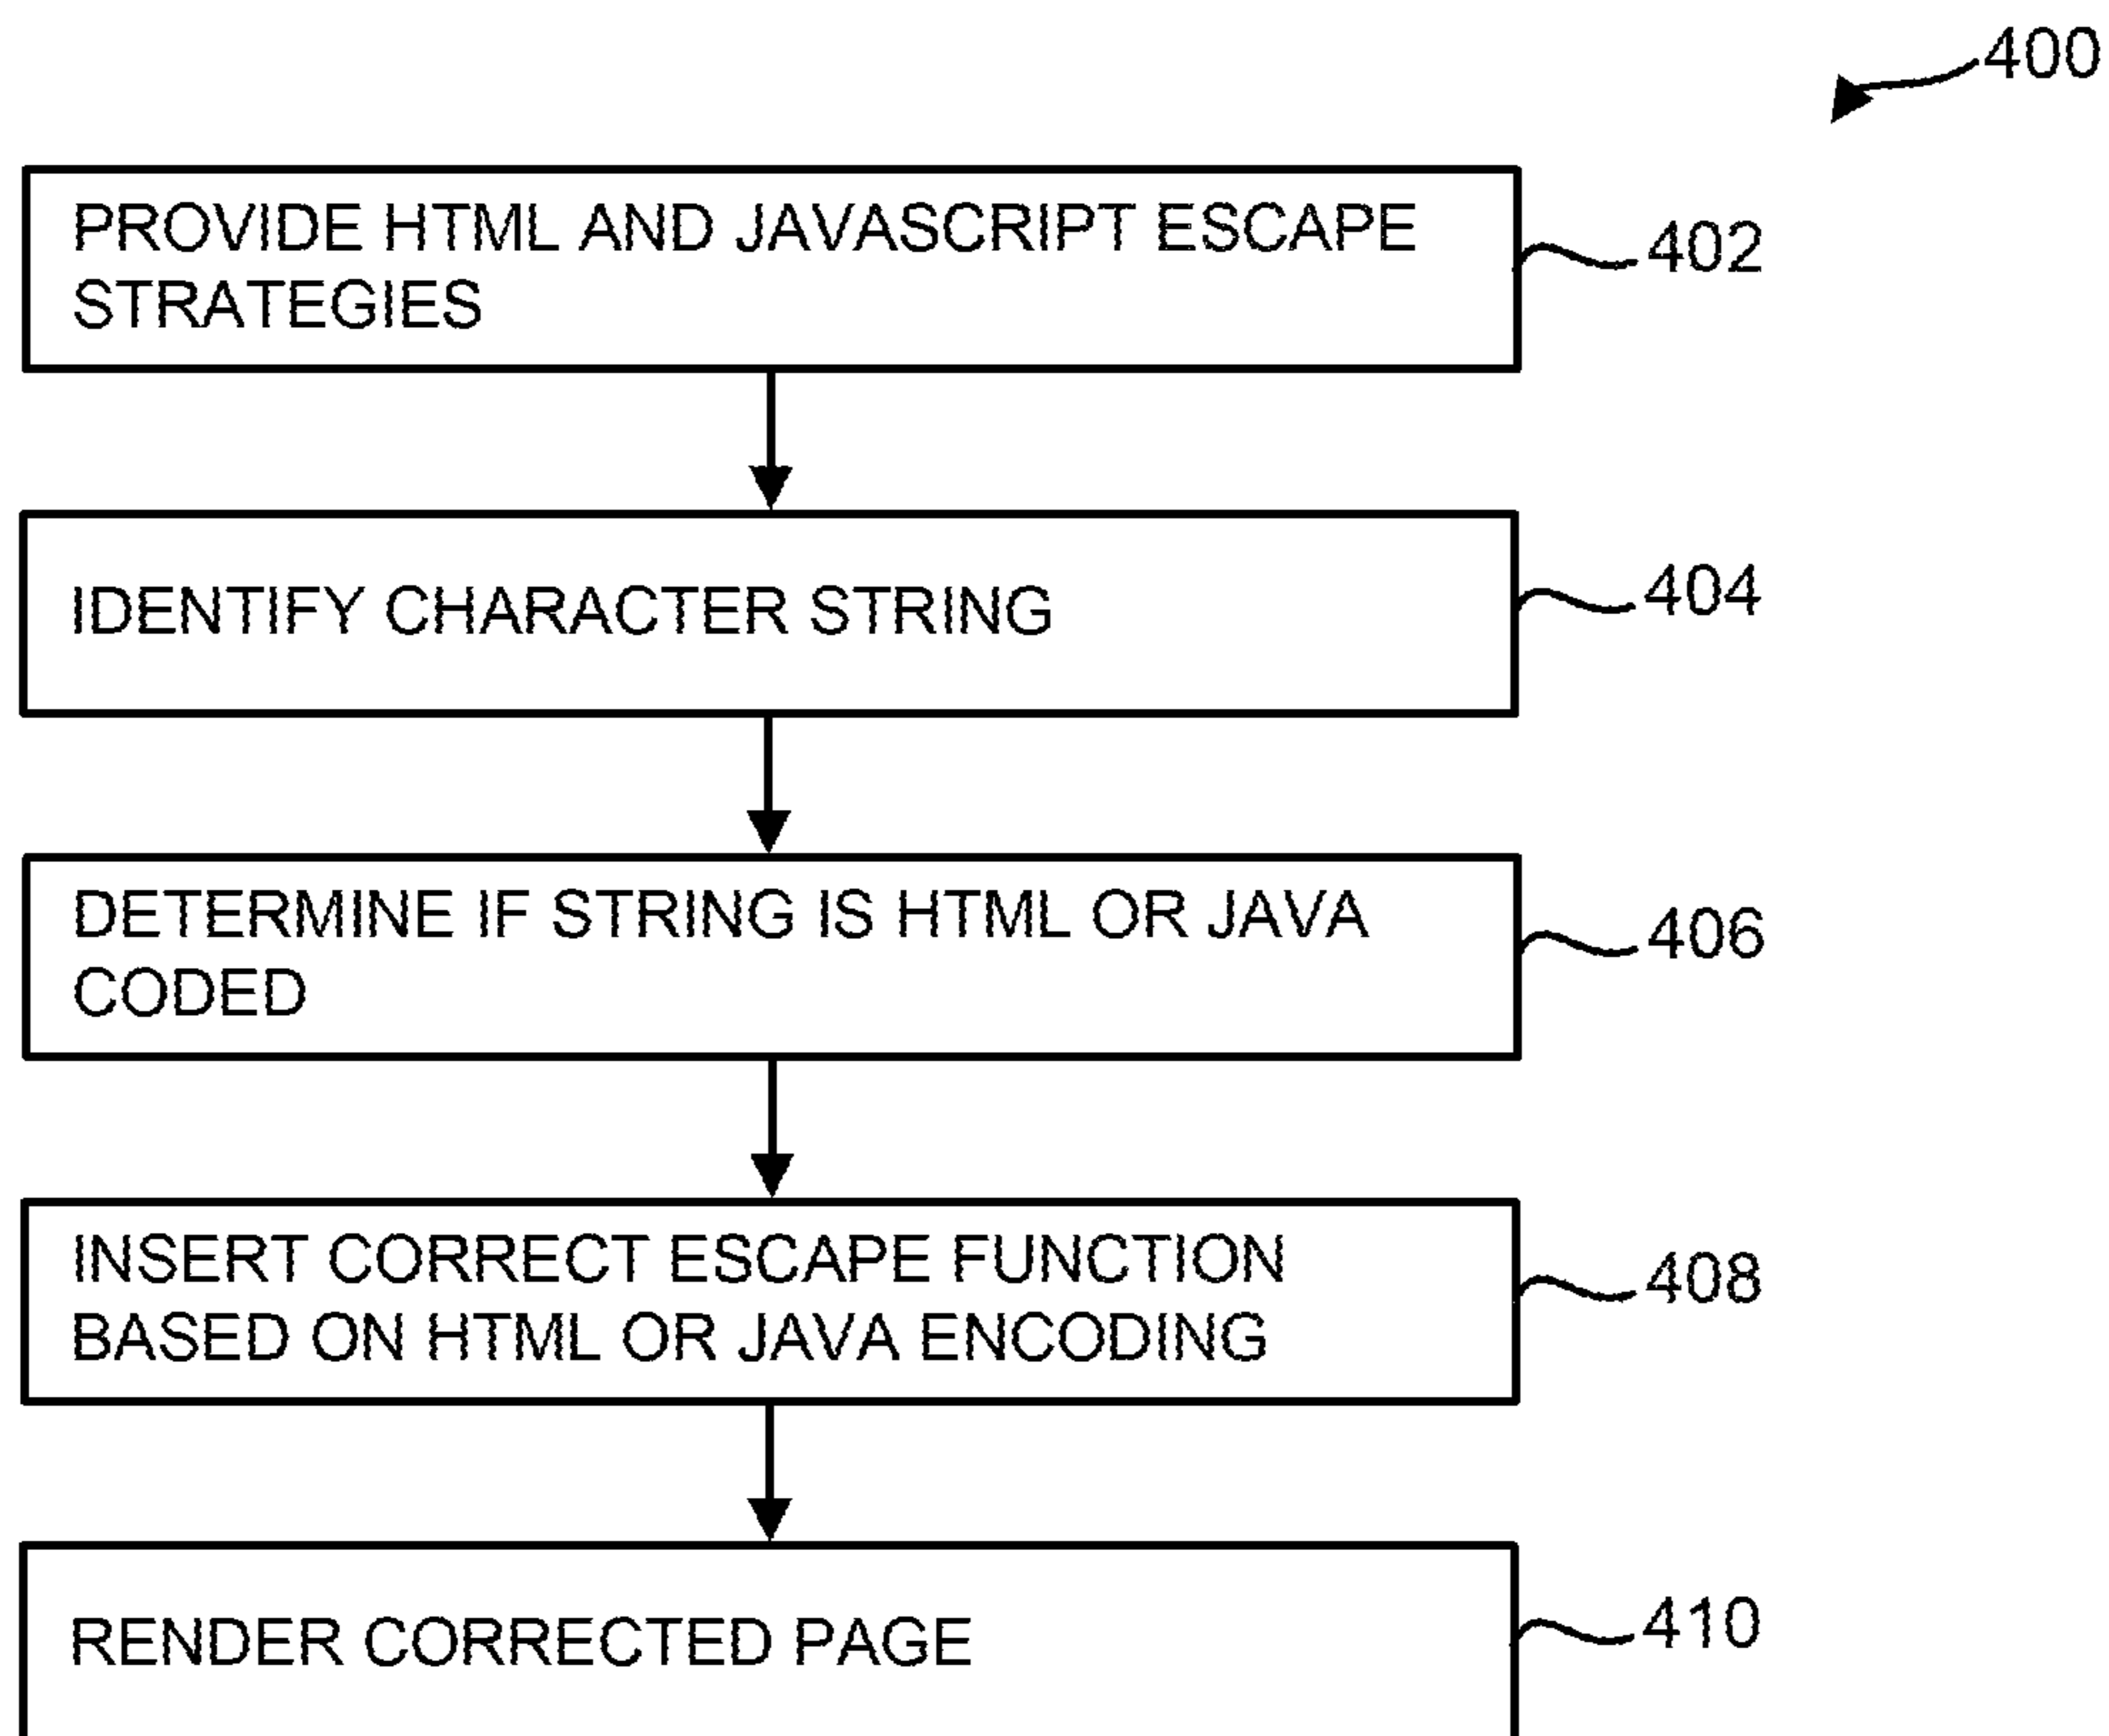 400
PROVIDE HTML AND JAVASCRIPT ESCAPE
STRATEGIES
402
IDENTIFY CHARACTER STRING
404
DETERMINE IF STRING IS HTML OR JAVA
CODED
406
INSERT CORRECT ESCAPE FUNCTION
BASED ON HTML OR JAVA ENCODING
408
RENDER CORRECTED PAGE
410